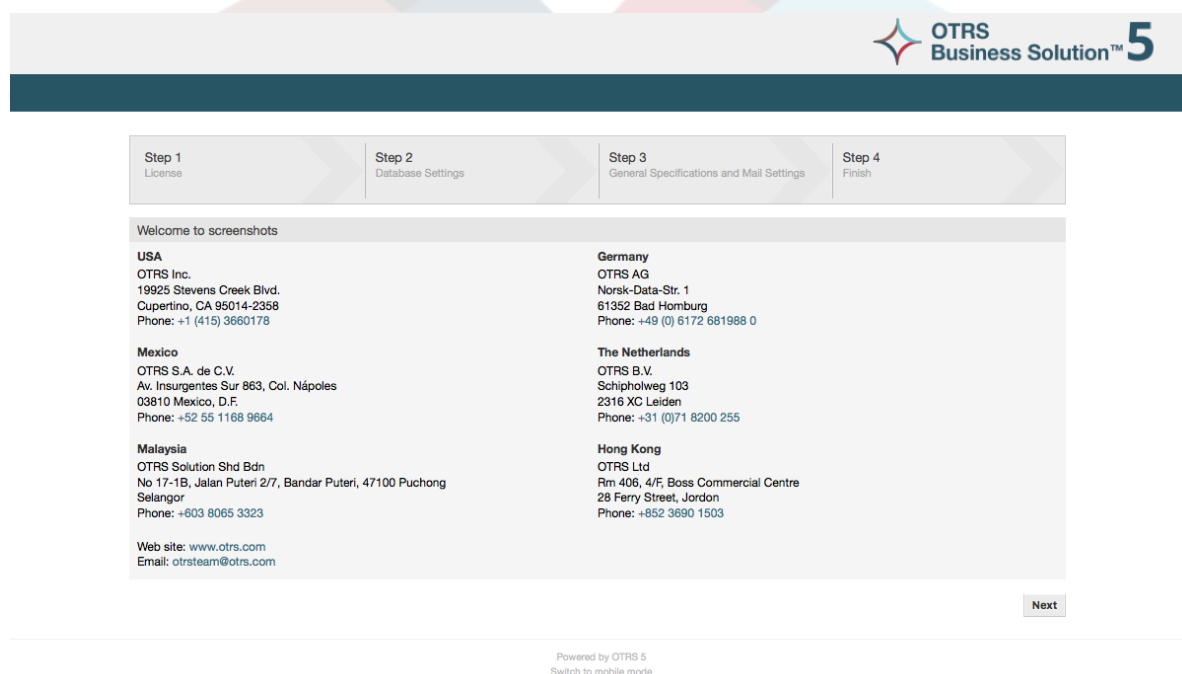 OTRS
Business Solution™ 5
Step 1
License
Step 2
Database Settings
Step 3
General Specifications and Mail Settings
Step 4
Finish
Welcome to screenshots
USA
OTRS Inc.
19925 Stevens Creek Blvd.
Cupertino, CA 95014-2358
Phone: +1 (415) 3660178
Germany
OTRS AG
Norsk-Data-Str. 1
61352 Bad Homburg
Phone: +49 (0) 6172 681988 0
Mexico
OTRS S.A. de C.V.
Av. Insurgentes Sur 863, Col. Nápoles
03810 Mexico, D.F.
Phone: +52 55 1168 9664
The Netherlands
OTRS B.V.
Schipholweg 103
2316 XC Leiden
Phone: +31 (0)71 8200 255
Malaysia
OTRS Solution Shd Bdn
No 17-1B, Jalan Puteri 2/7, Bandar Puteri, 47100 Puchong
Selangor
Phone: +603 8065 3323
Hong Kong
OTRS Ltd
Rm 406, 4/F, Boss Commercial Centre
28 Ferry Street, Jordon
Phone: +852 3690 1503
Web site: www.otrs.com
Email: otrsteam@otrs.com
Next
Powered by OTRS 5
Switch to mobile mode